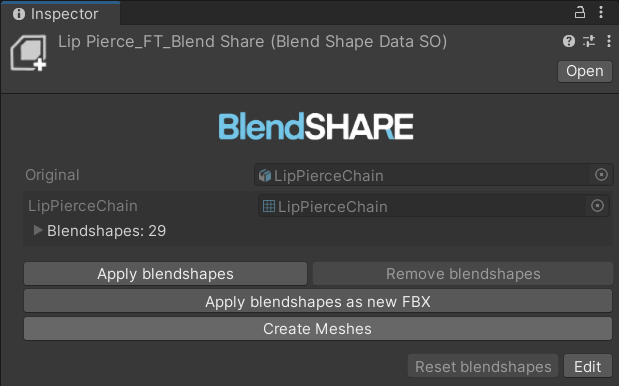 Inspector
Lip Pierce_FT_Blend Share (Blend Shape Data SO)
Open
BlendSHARE
Original LipPierceChain
LipPierceChain LipPierceChain
Blendshapes: 29
Apply blendshapes Remove blendshapes
Apply blendshapes as new FBX
Create Meshes
Reset blendshapes Edit